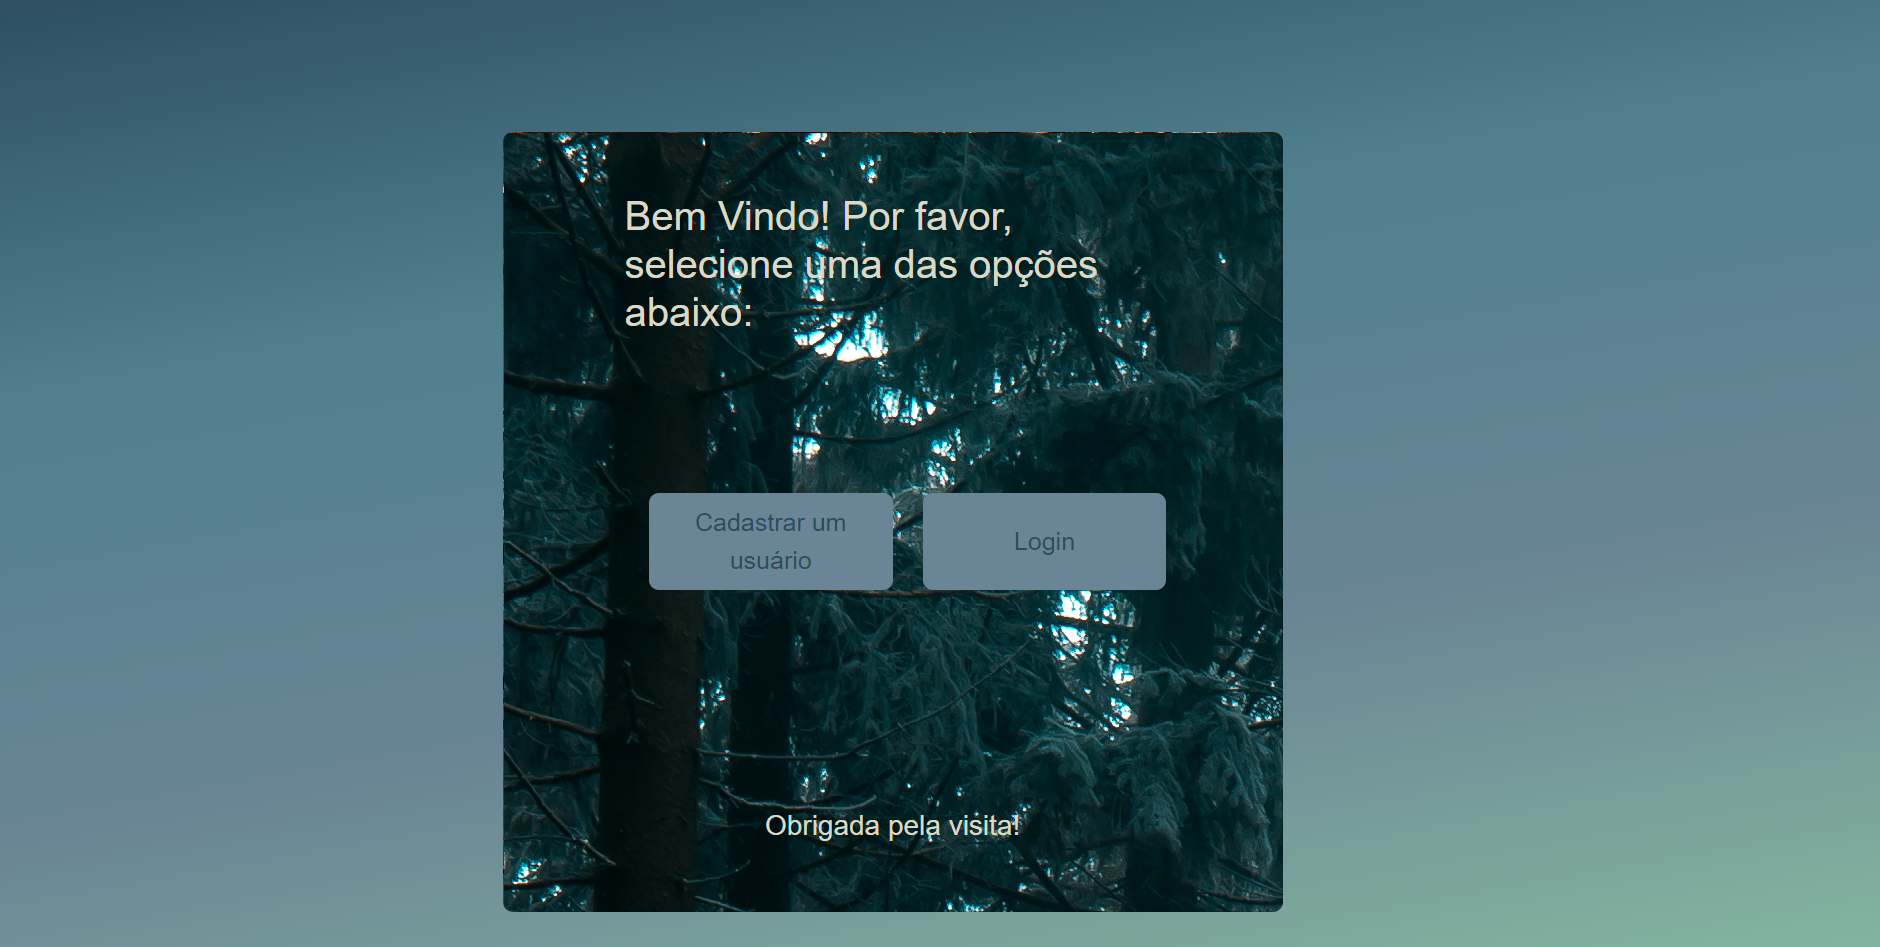 Bem Vindo! Por favor,
selecione uma das opções
abaixo:
Cadastrar um
usuário
Login
Obrigada pela visita!